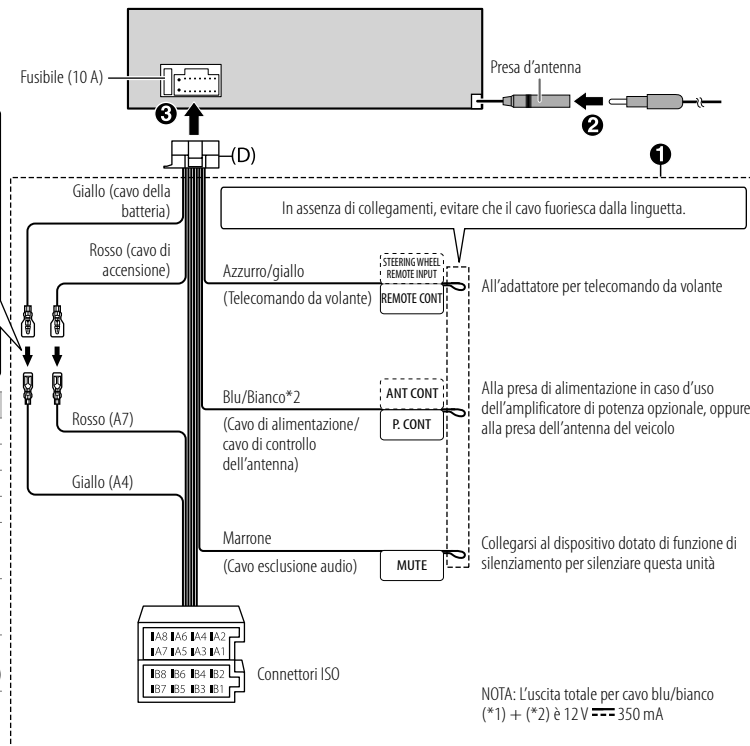 Fusibile (10 A)
Presa d'antenna
❸
❷
(D)
❶
Giallo (cavo della
batteria)
In assenza di collegamenti, evitare che il cavo fuoriesca dalla linguetta.
Rosso (cavo di
accensione)
Azzurro/giallo
(Telecomando da volante)
STEERING WHEEL
REMOTE INPUT
REMOTE CONT
All'adattatore per telecomando da volante
Blu/Bianco*2
(Cavo di alimentazione/
cavo di controllo
dell'antenna)
ANT CONT
P. CONT
Alla presa di alimentazione in caso d'uso
dell'amplificatore di potenza opzionale, oppure
alla presa dell'antenna del veicolo
Rosso (A7)
Giallo (A4)
Marrone
(Cavo esclusione audio)
MUTE
Collegarsi al dispositivo dotato di funzione di
silenziamento per silenziare questa unità
A8 A6 A4 A2
A7 A5 A3 A1
B8 B6 B4 B2
B7 B5 B3 B1
Connettori ISO
NOTA: L'uscita totale per cavo blu/bianco
(*1) + (*2) è 12 V ⎓ 350 mA